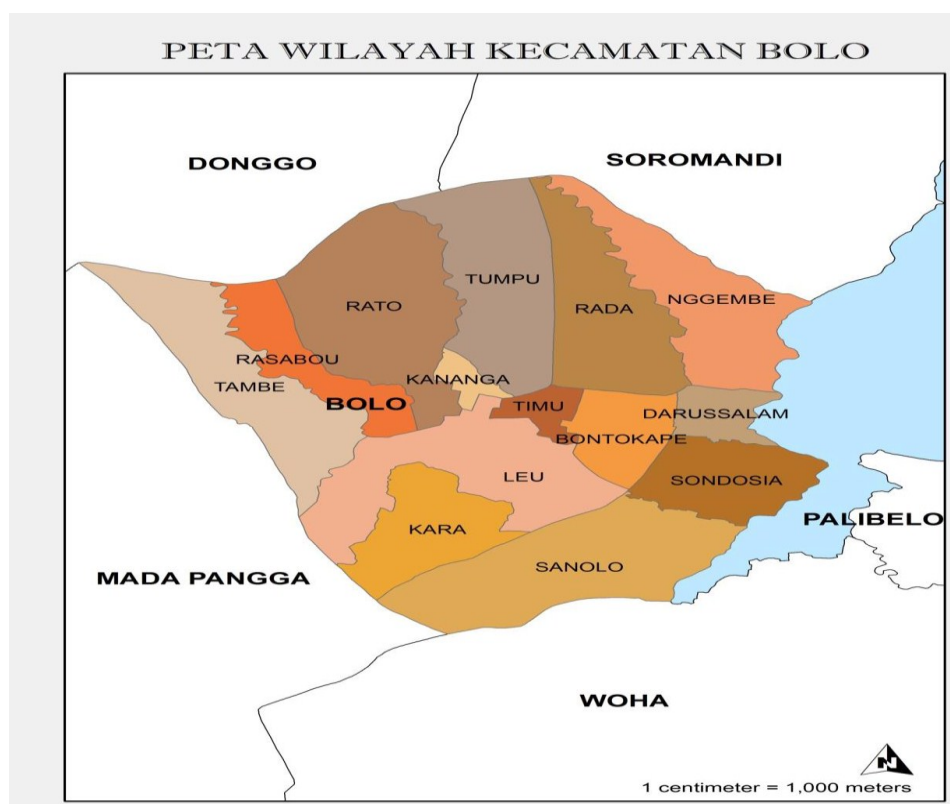 PETA WILAYAH KECAMATAN BOLO
DONGGO
SOROMANDI
TUMPU
NGGEMBE
RATO
RADA
RASABOU
KANANGA
TAMBE
BOLO
TIMU
DARUSSALAM
BONTOKAPE
LEU
SONDOSIA
PALIBELO
KARA
SANOLO
MADA PANGGA
WOHA
N
1 centimeter = 1,000 meters